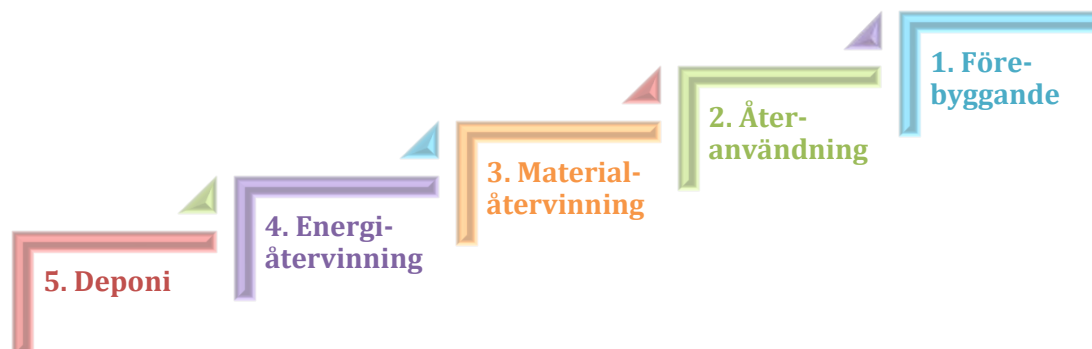 1. Före-
byggande
2. Åter-
användning
3. Material-
återvinning
4. Energi-
återvinning
5. Deponi